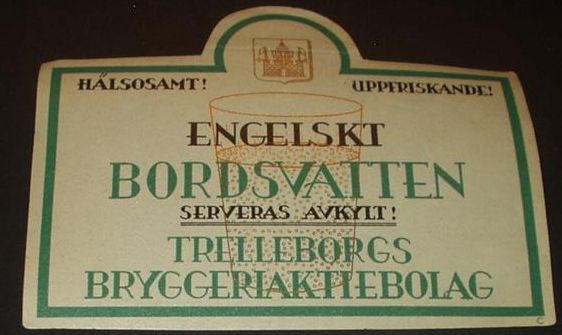 HÄLSOSAMT! UPPFRISKANDE!
ENGELSKT
BORDSVATTEN
SERVERAS AVKYLT!
TRELLEBORGS
BRYGGERIAKTIEBOLAG
C